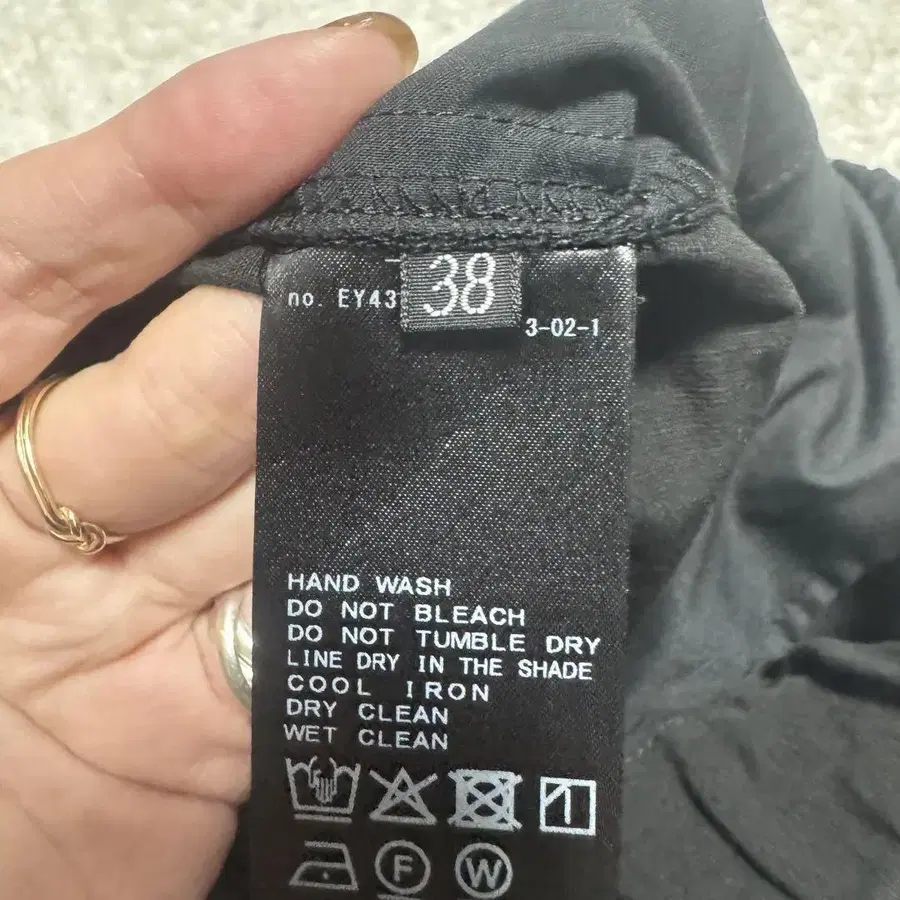 38
no. EY43
3-02-1
HAND WASH
DO NOT BLEACH
DO NOT TUMBLE DRY
LINE DRY IN THE SHADE
COOL IRON
DRY CLEAN
WET CLEAN
F
W